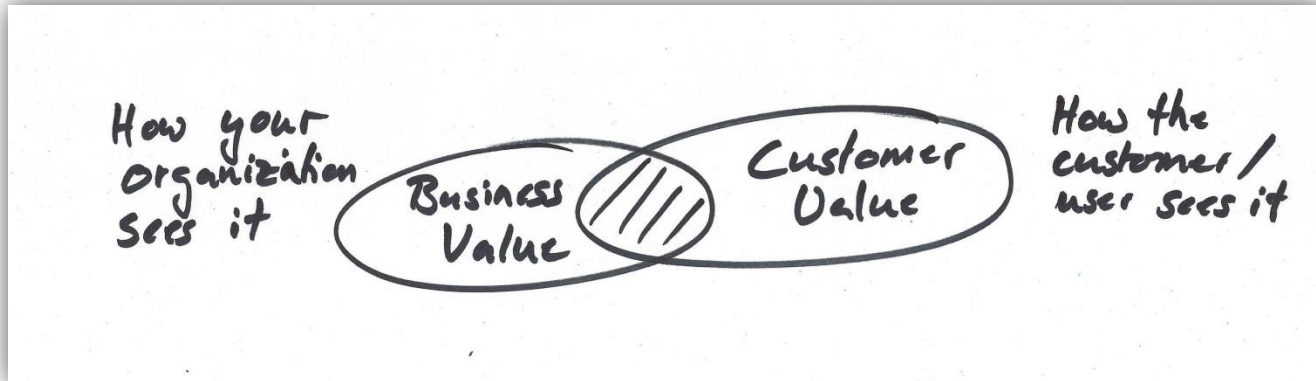 How your
organization
sees it
Business
Value
Customer
Value
How the
customer/
user sees it